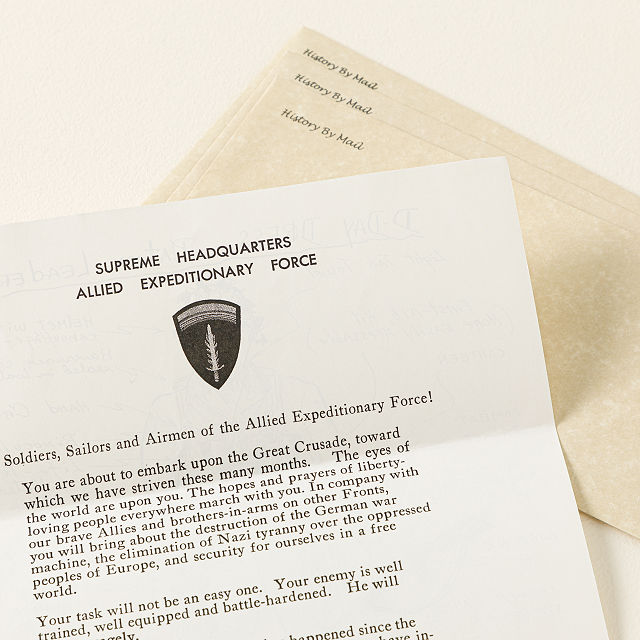 History By Mail
History By Mail
History By Mail
SUPREME HEADQUARTERS
ALLIED EXPEDITIONARY FORCE
Soldiers, Sailors and Airmen of the Allied Expeditionary Force!
You are about to embark upon the Great Crusade, toward
which we have striven these many months. The eyes of
the world are upon you. The hopes and prayers of liberty-
loving people everywhere march with you. In company with
our brave Allies and brothers-in-arms on other Fronts,
you will bring about the destruction of the German war
machine, the elimination of Nazi tyranny over the oppressed
peoples of Europe, and security for ourselves in a free
world.
Your task will not be an easy one. Your enemy is well
trained, well equipped and battle-hardened. He will
happened since the